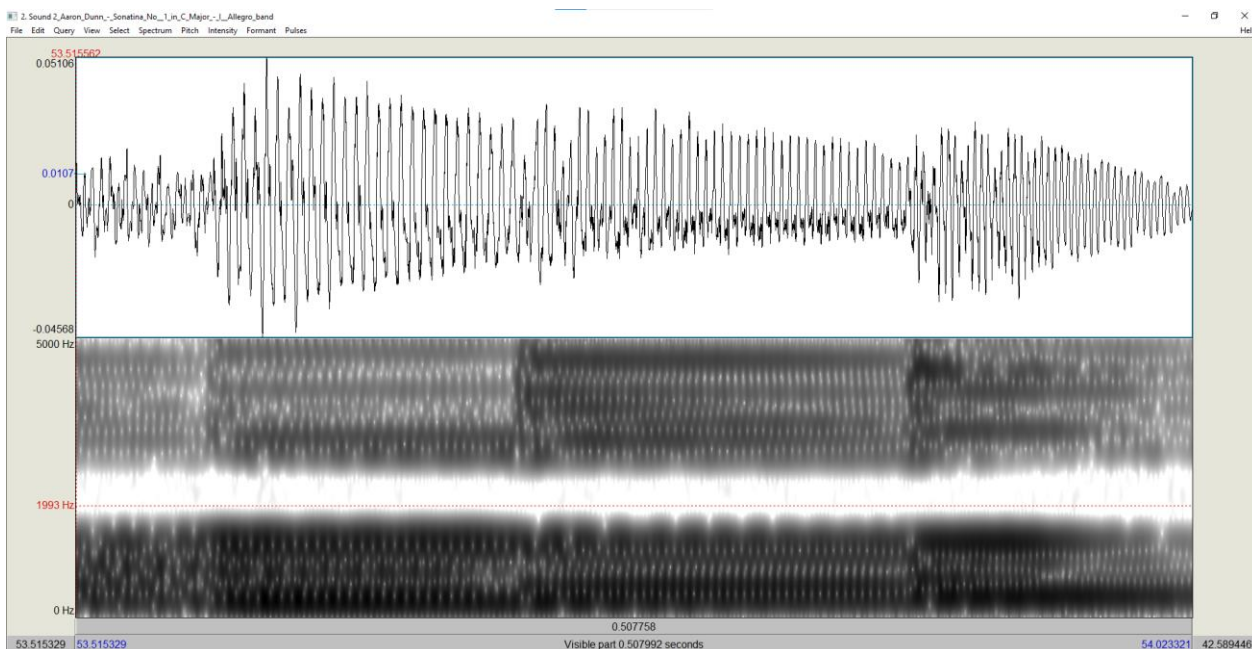 2. Sound 2_Aaron_Dunn_-_Sonatina_No__1_in_C_Major_-_I__Allegro_band
File Edit Query View Select Spectrum Pitch Intensity Formant Pulses Hel
53.515562
0.05106
0.0107
0
-0.04568
5000 Hz
1993 Hz
0 Hz
0.507758
53.515329 53.515329 Visible part 0.507992 seconds 54.023321 42.589446